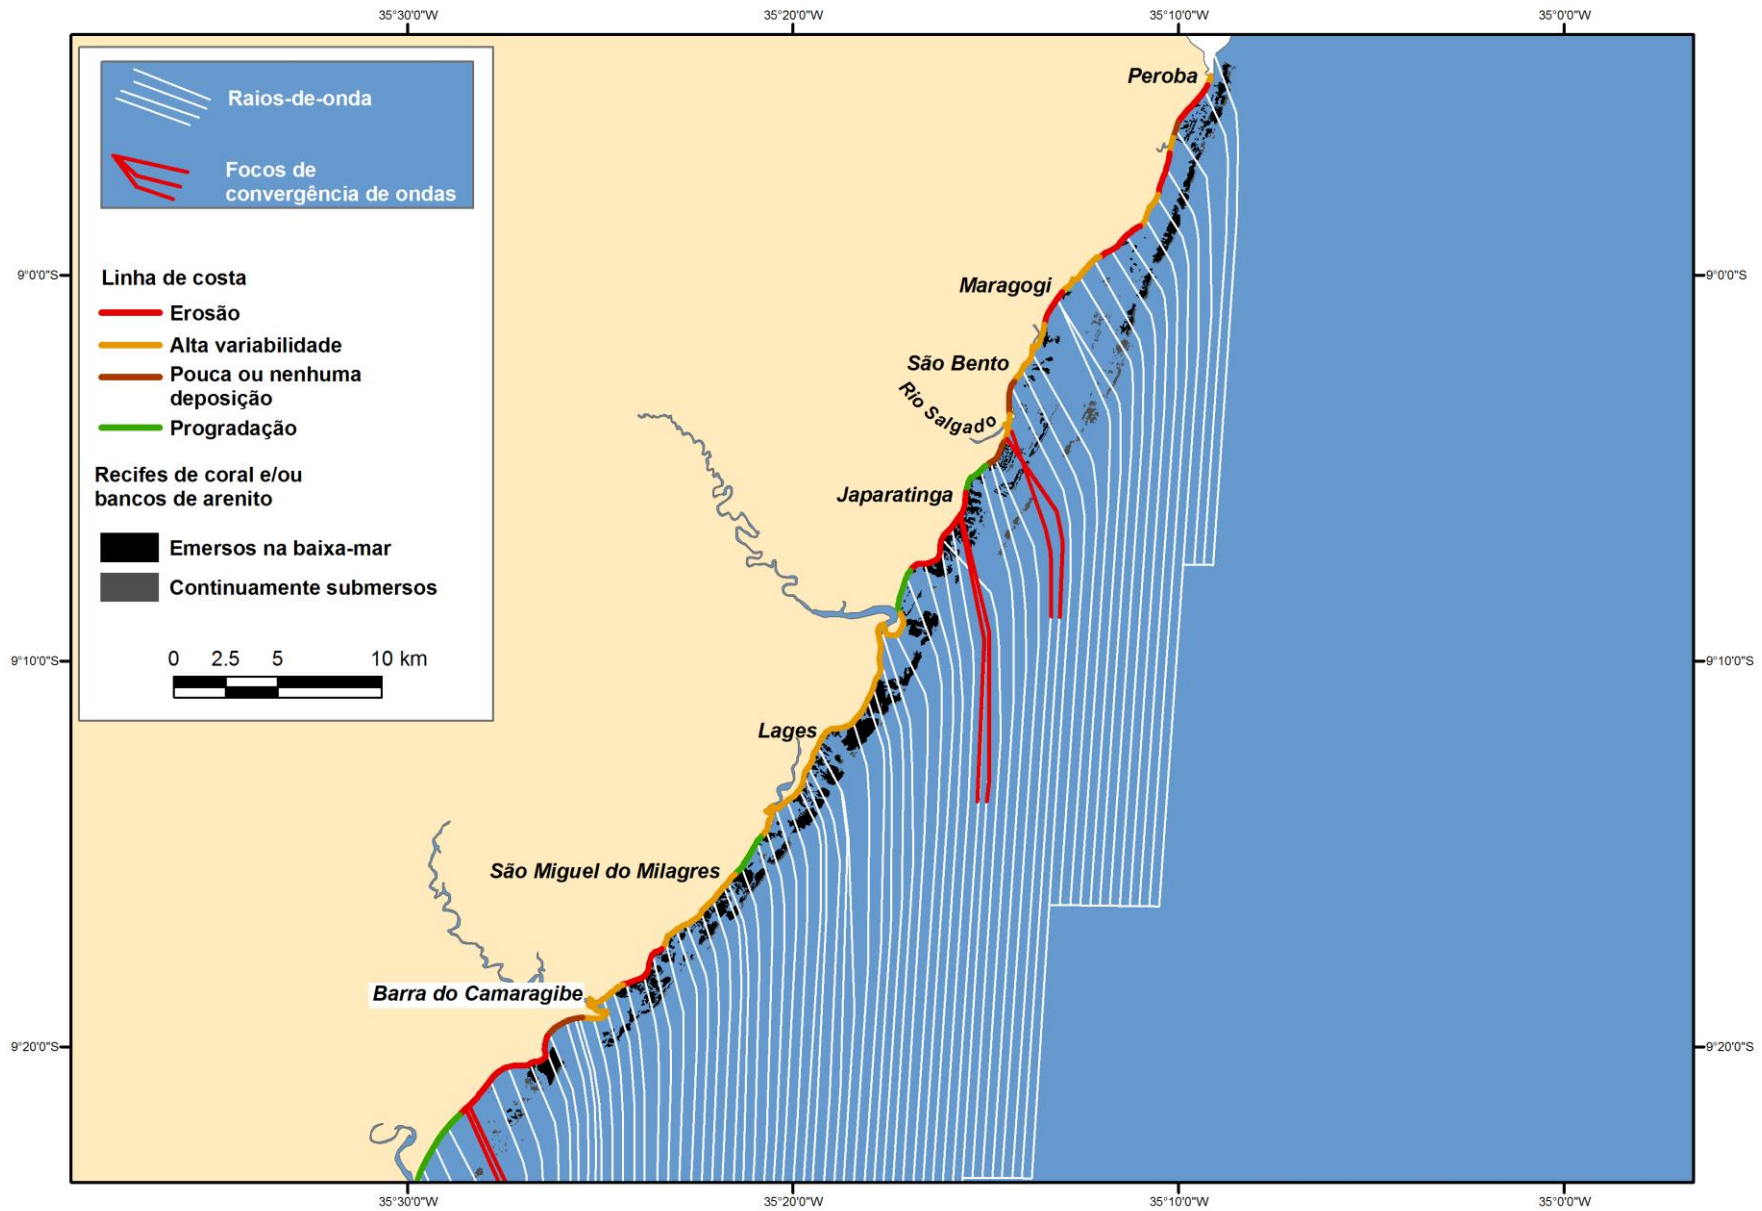 35°30'0"W
35°20'0"W
35°10'0"W
35°0'0"W
Peroba
Raios-de-onda
Focos de
convergência de ondas
Linha de costa
9°0'0"S
9°0'0"S
Maragogi
Erosão
Alta variabilidade
São Bento
Pouca ou nenhuma
deposição
Rio Salgado
Progradação
Recifes de coral e/ou
bancos de arenito
Japaratinga
Emersos na baixa-mar
Continuamente submersos
0 2.5 5 10 km
9°10'0"S
9°10'0"S
Lages
São Miguel do Milagres
Barra do Camaragibe
9°20'0"S
9°20'0"S
35°30'0"W
35°20'0"W
35°10'0"W
35°0'0"W